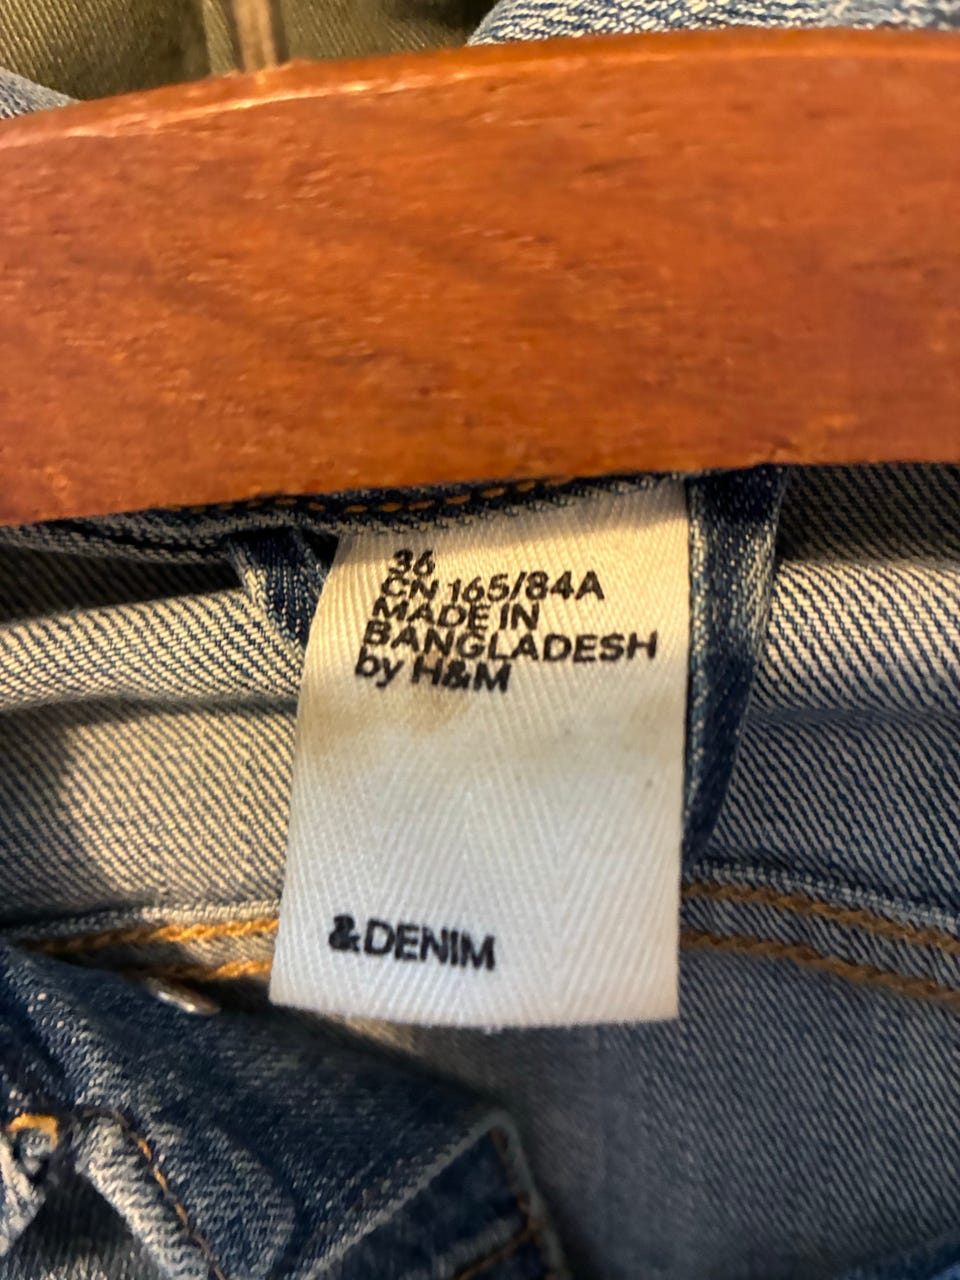 36
CN 165/84A
MADE IN
BANGLADESH
by H&M
&DENIM